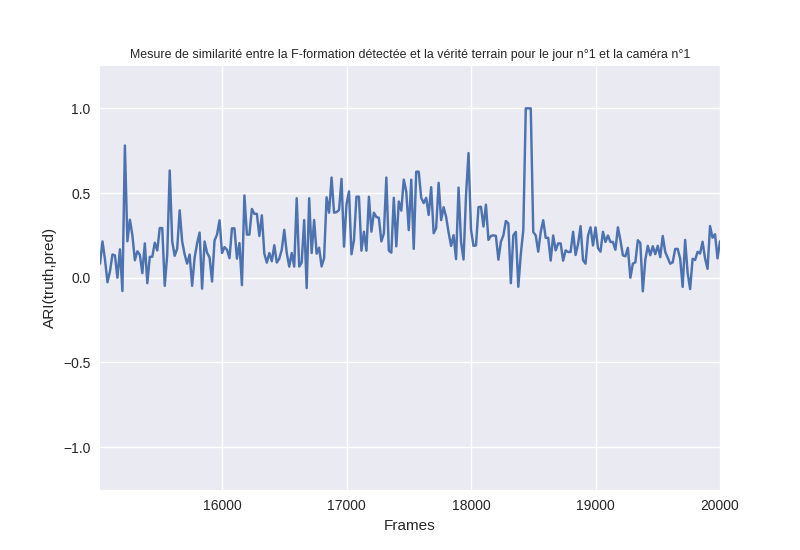 Mesure de similarité entre la F-formation détectée et la vérité terrain pour le jour n°1 et la caméra n°1
1.0
0.5
0.0
−0.5
−1.0
ARI(truth,pred)
16000 17000 18000 19000 20000
Frames